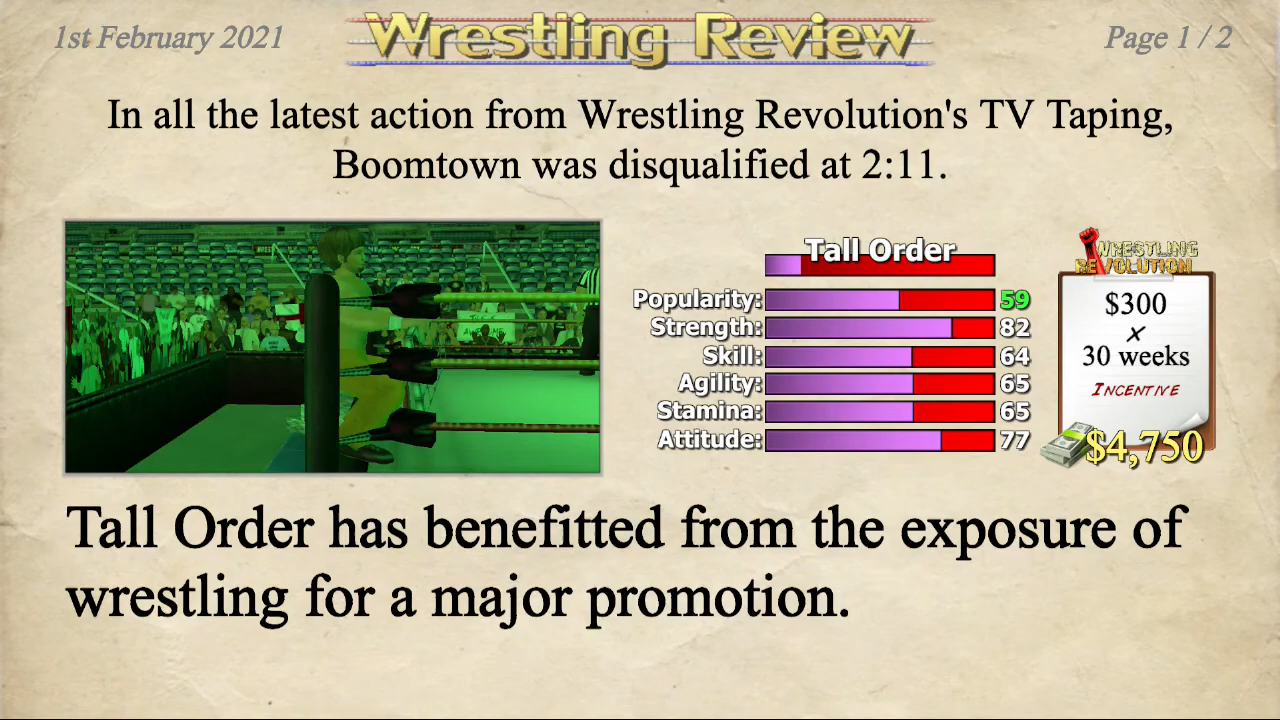 1st February 2021
Wrestling Review
Page 1 / 2
In all the latest action from Wrestling Revolution's TV Taping,
Boomtown was disqualified at 2:11.
Tall Order
Popularity: 59
Strength: 82
Skill: 64
Agility: 65
Stamina: 65
Attitude: 77
WRESTLING
REVOLUTION
$300
x
30 weeks
INCENTIVE
$4,750
Tall Order has benefitted from the exposure of
wrestling for a major promotion.